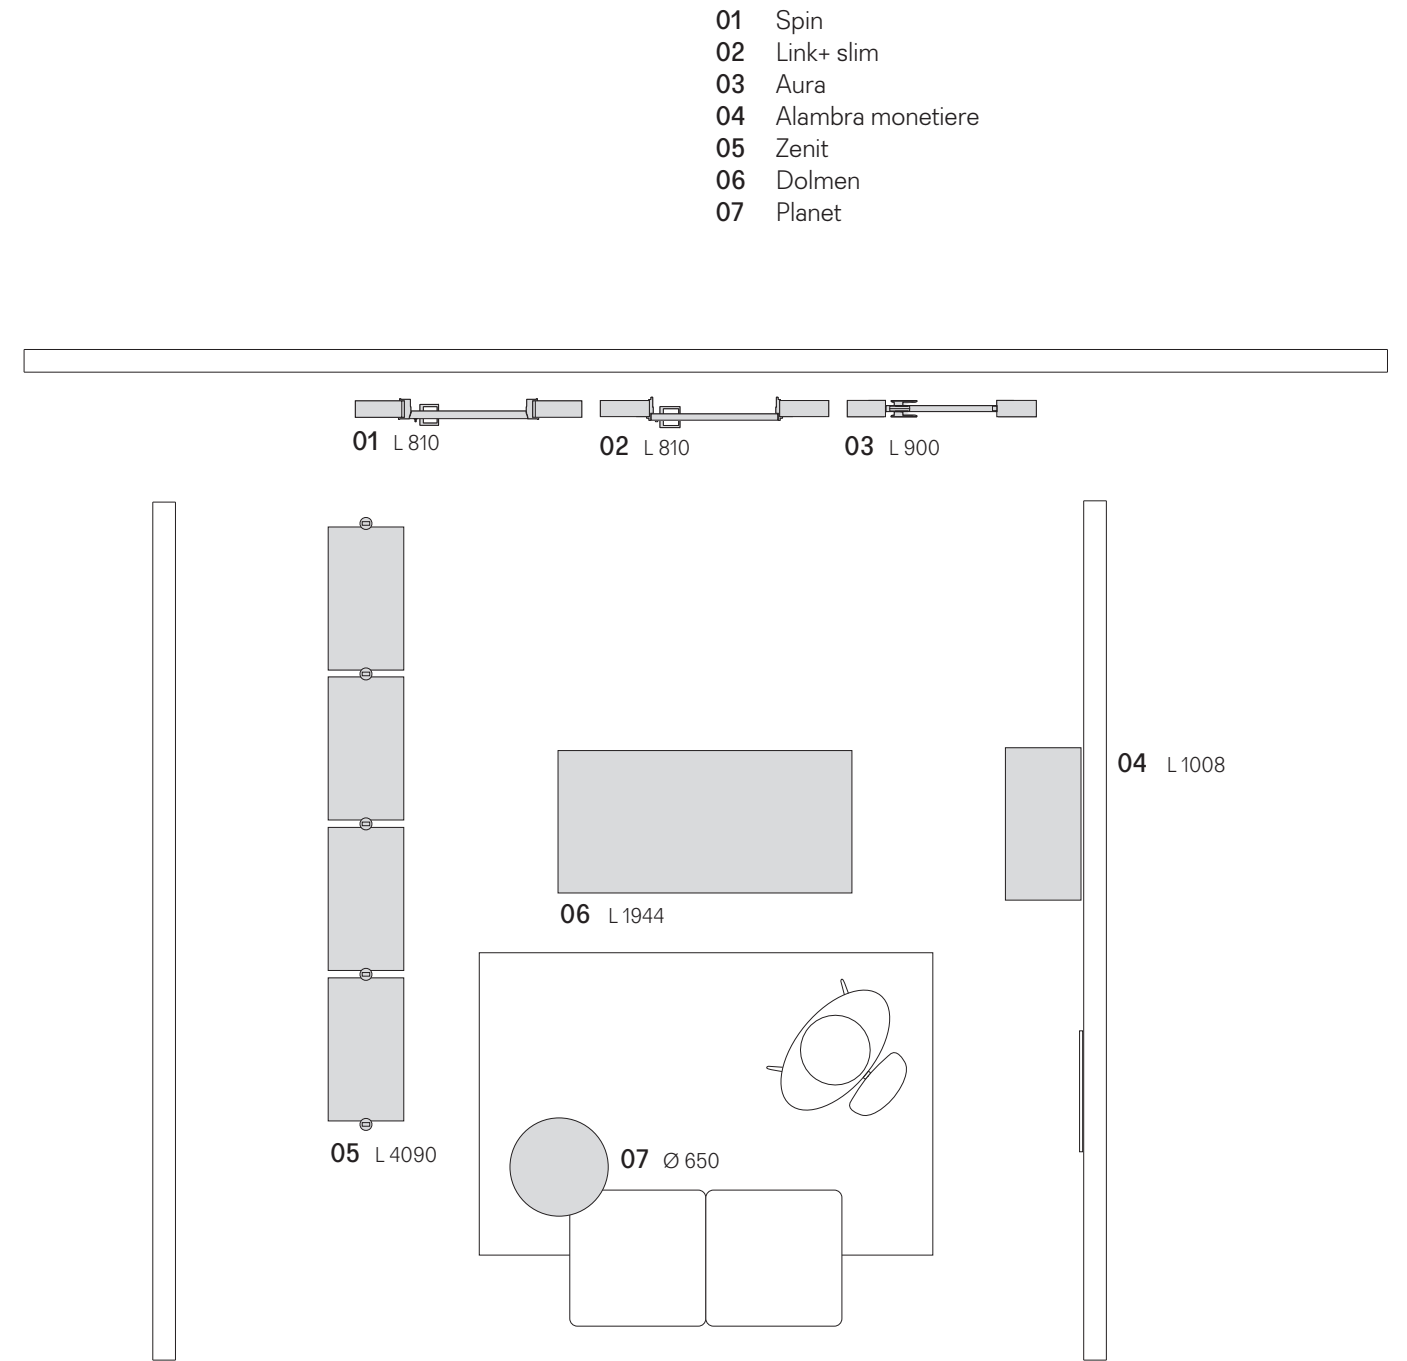 01 Spin
02 Link+ slim
03 Aura
04 Alambra monetiere
05 Zenit
06 Dolmen
07 Planet
01 L 810
02 L 810
03 L 900
04 L 1008
06 L 1944
05 L 4090
07 Ø 650